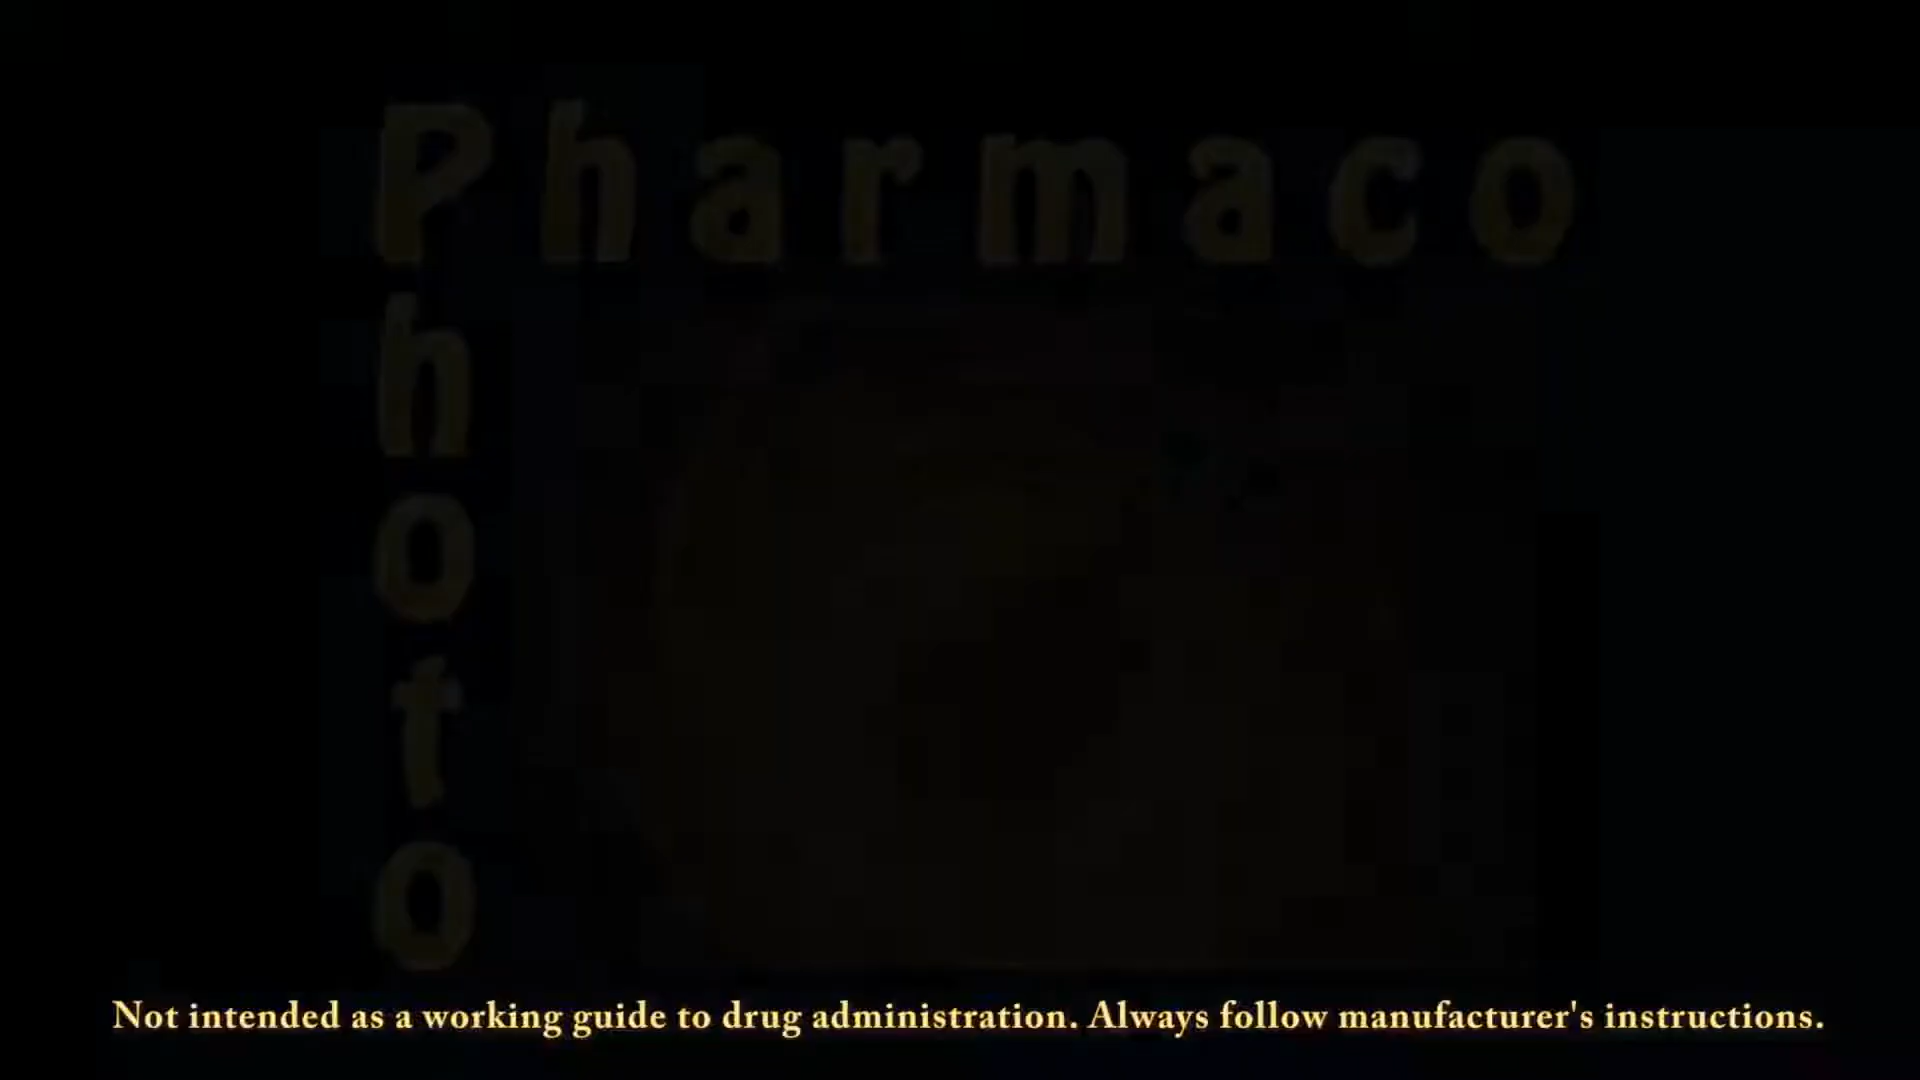 Pharmaco
Photo
Not intended as a working guide to drug administration. Always follow manufacturer's instructions.